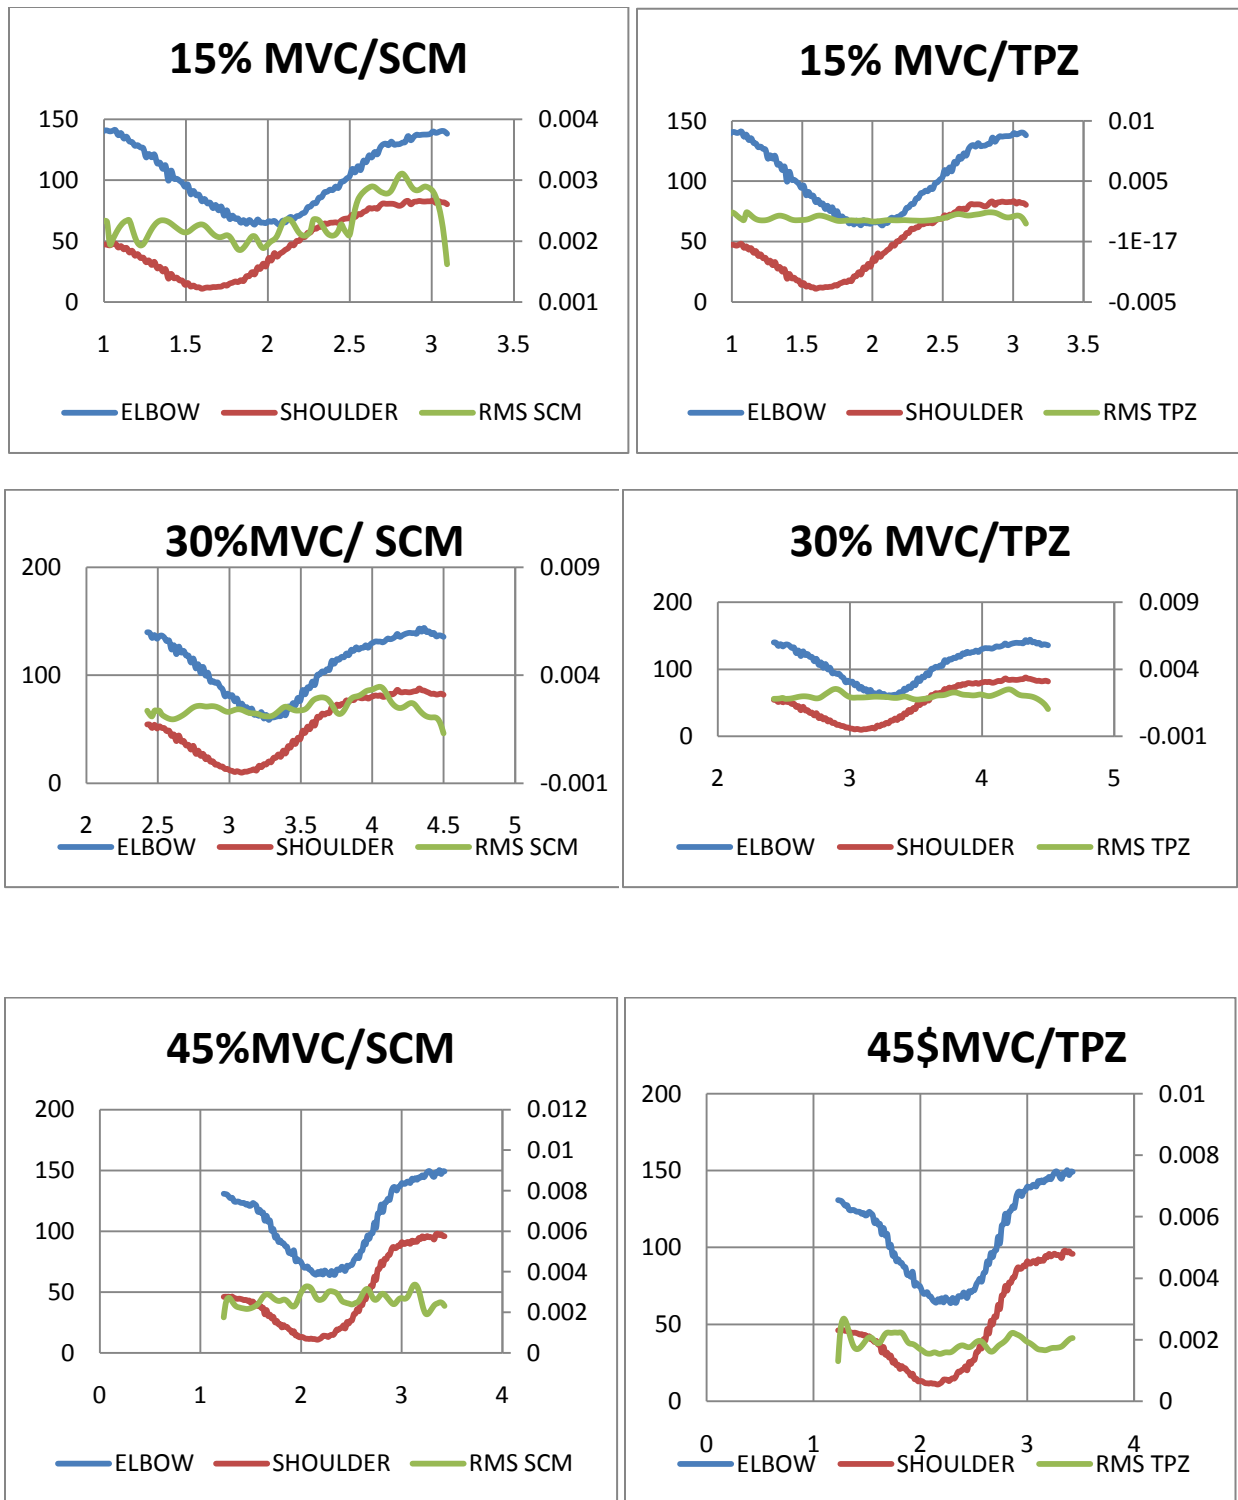 15% MVC/SCM
150
100
50
0
0.004
0.003
0.002
0.001
1 1.5 2 2.5 3 3.5
ELBOW SHOULDER RMS SCM
15% MVC/TPZ
150
100
50
0
0.01
0.005
-1E-17
-0.005
1 1.5 2 2.5 3 3.5
ELBOW SHOULDER RMS TPZ
30%MVC/ SCM
200
100
0
0.009
0.004
-0.001
2 2.5 3 3.5 4 4.5 5
ELBOW SHOULDER RMS SCM
30% MVC/TPZ
200
100
0
0.009
0.004
-0.001
2 3 4 5
ELBOW SHOULDER RMS TPZ
45%MVC/SCM
200
150
100
50
0
0.012
0.01
0.008
0.006
0.004
0.002
0
0 1 2 3 4
ELBOW SHOULDER RMS SCM
45$MVC/TPZ
200
150
100
50
0
0.01
0.008
0.006
0.004
0.002
0
0 1 2 3 4
ELBOW SHOULDER RMS TPZ